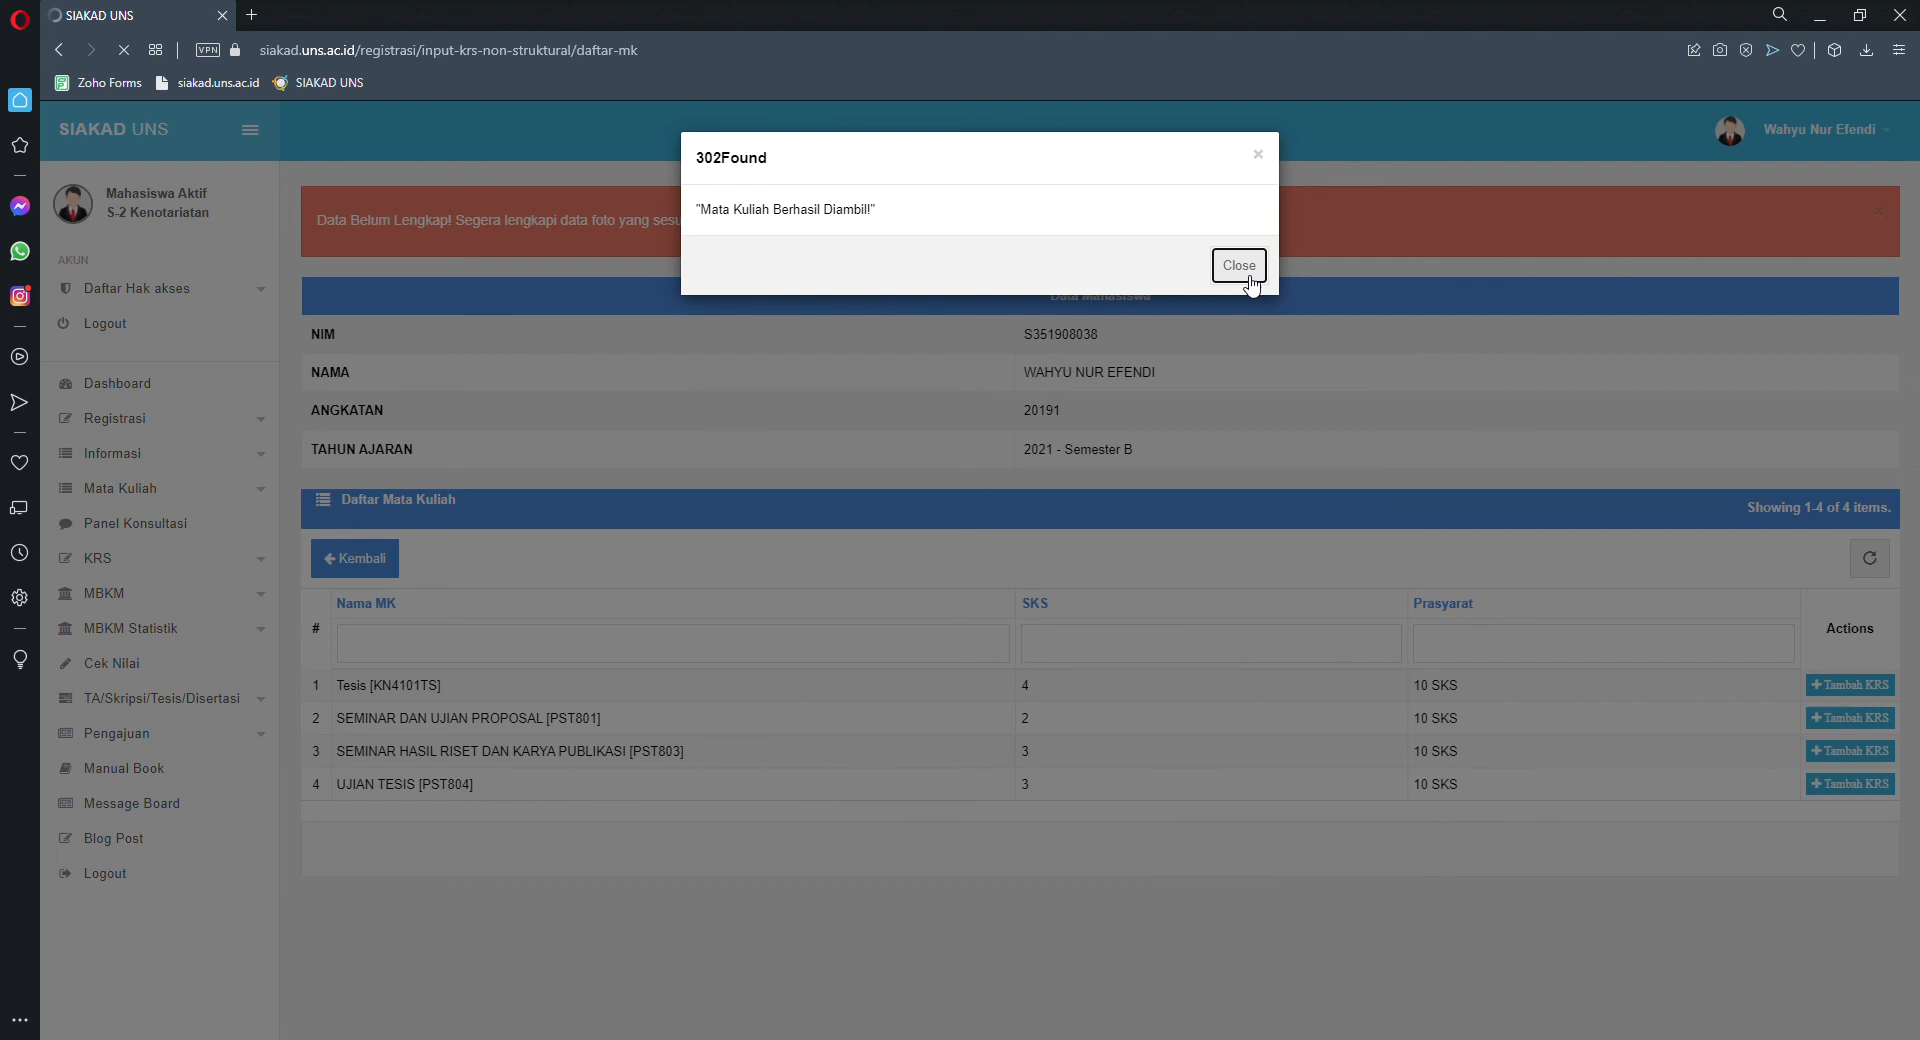 SIAKAD UNS
VPN
siakad.uns.ac.id/registrasi/input-krs-non-struktural/daftar-mk
Zoho Forms
siakad.uns.ac.id
SIAKAD UNS
SIAKAD UNS
Wahyu Nur Efendi
302Found
"Mata Kuliah Berhasil Diambil!"
Close
Mahasiswa Aktif
S-2 Kenotariatan
Data Belum Lengkap! Segera lengkapi data foto yang sesu
AKUN
Daftar Hak akses
Logout
Data Mahasiswa
NIM
S351908038
NAMA
WAHYU NUR EFENDI
ANGKATAN
20191
TAHUN AJARAN
2021 - Semester B
Dashboard
Registrasi
Informasi
Mata Kuliah
Panel Konsultasi
KRS
MBKM
MBKM Statistik
Cek Nilai
TA/Skripsi/Tesis/Disertasi
Pengajuan
Manual Book
Message Board
Blog Post
Logout
Daftar Mata Kuliah
Showing 1-4 of 4 items.
Kembali
# Nama MK SKS Prasyarat Actions
1 Tesis [KN4101TS] 4 10 SKS Tambah KRS
2 SEMINAR DAN UJIAN PROPOSAL [PST801] 2 10 SKS Tambah KRS
3 SEMINAR HASIL RISET DAN KARYA PUBLIKASI [PST803] 3 10 SKS Tambah KRS
4 UJIAN TESIS [PST804] 3 10 SKS Tambah KRS